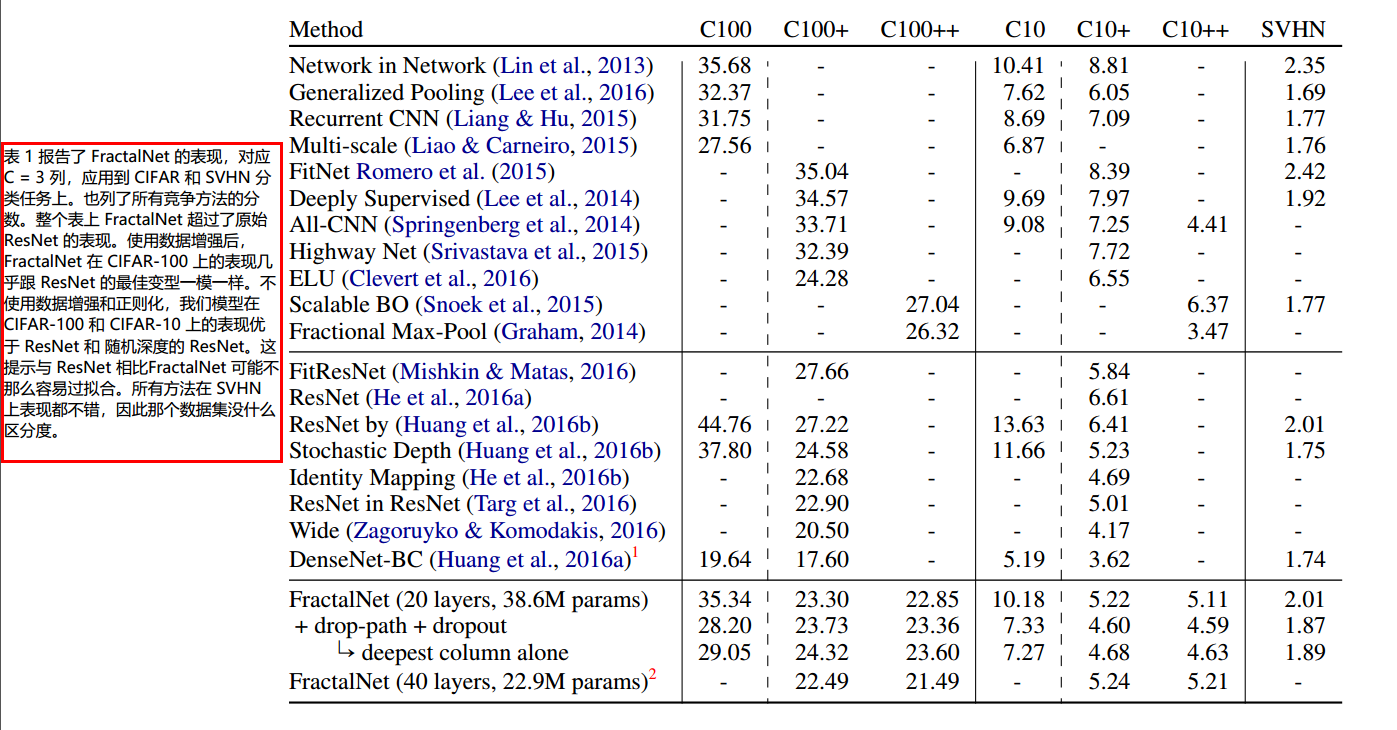 表 1 报告了 FractalNet 的表现，对应
C = 3 列，应用到 CIFAR 和 SVHN 分
类任务上。也列了所有竞争方法的分
数。整个表上 FractalNet 超过了原始
ResNet 的表现。使用数据增强后，
FractalNet 在 CIFAR-100 上的表现几
乎跟 ResNet 的最佳变型一模一样。不
使用数据增强和正则化，我们模型在
CIFAR-100 和 CIFAR-10 上的表现优
于 ResNet 和 随机深度的 ResNet。这
提示与 ResNet 相比FractalNet 可能不
那么容易过拟合。所有方法在 SVHN
上表现都不错，因此那个数据集没什么
区分度。
Method C100 C100+ C100++ C10 C10+ C10++ SVHN
Network in Network (Lin et al., 2013) 35.68 - - 10.41 8.81 - 2.35
Generalized Pooling (Lee et al., 2016) 32.37 - - 7.62 6.05 - 1.69
Recurrent CNN (Liang & Hu, 2015) 31.75 - - 8.69 7.09 - 1.77
Multi-scale (Liao & Carneiro, 2015) 27.56 - - 6.87 - - 1.76
FitNet Romero et al. (2015) - 35.04 - - 8.39 - 2.42
Deeply Supervised (Lee et al., 2014) - 34.57 - 9.69 7.97 - 1.92
All-CNN (Springenberg et al., 2014) - 33.71 - 9.08 7.25 4.41 -
Highway Net (Srivastava et al., 2015) - 32.39 - - 7.72 - -
ELU (Clevert et al., 2016) - 24.28 - - 6.55 - -
Scalable BO (Snoek et al., 2015) - - 27.04 - - 6.37 1.77
Fractional Max-Pool (Graham, 2014) - - 26.32 - - 3.47 -
FitResNet (Mishkin & Matas, 2016) - 27.66 - - 5.84 - -
ResNet (He et al., 2016a) - - - - 6.61 - -
ResNet by (Huang et al., 2016b) 44.76 27.22 - 13.63 6.41 - 2.01
Stochastic Depth (Huang et al., 2016b) 37.80 24.58 - 11.66 5.23 - 1.75
Identity Mapping (He et al., 2016b) - 22.68 - - 4.69 - -
ResNet in ResNet (Targ et al., 2016) - 22.90 - - 5.01 - -
Wide (Zagoruyko & Komodakis, 2016) - 20.50 - - 4.17 - -
DenseNet-BC (Huang et al., 2016a)1 19.64 17.60 - 5.19 3.62 - 1.74
FractalNet (20 layers, 38.6M params) 35.34 23.30 22.85 10.18 5.22 5.11 2.01
+ drop-path + dropout 28.20 23.73 23.36 7.33 4.60 4.59 1.87
↳ deepest column alone 29.05 24.32 23.60 7.27 4.68 4.63 1.89
FractalNet (40 layers, 22.9M params)2 - 22.49 21.49 - 5.24 5.21 -